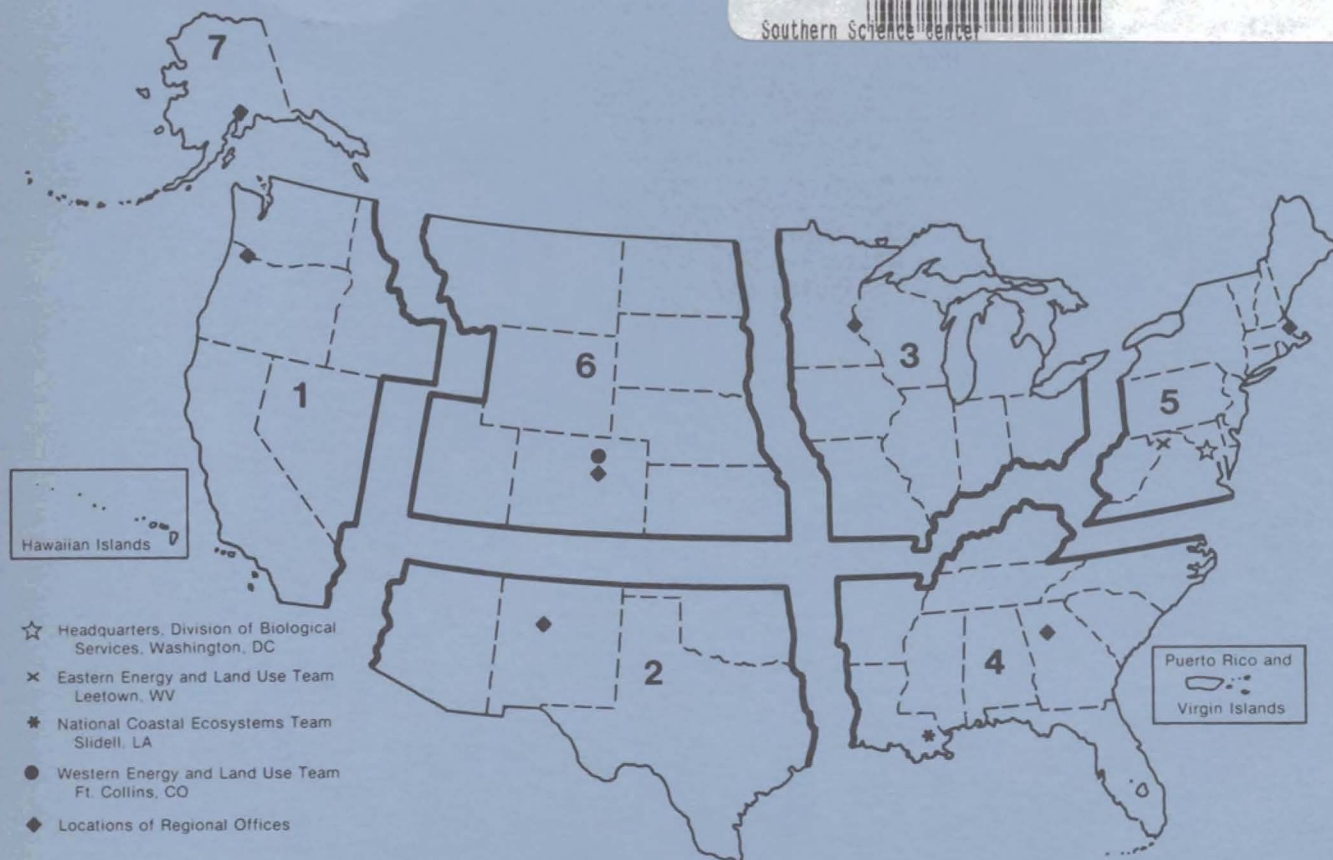 Southern Science Center
7
1
6
3
5
2
4
Hawaiian Islands
Headquarters, Division of Biological
Services, Washington, DC
Eastern Energy and Land Use Team
Leetown, WV
National Coastal Ecosystems Team
Slidell, LA
Western Energy and Land Use Team
Ft. Collins, CO
Locations of Regional Offices
Puerto Rico and
Virgin Islands